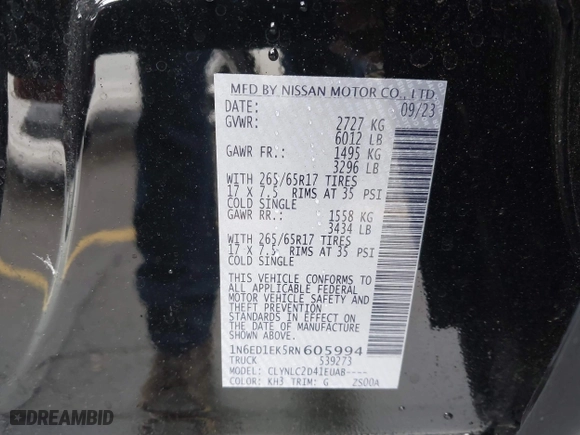 MFD BY NISSAN MOTOR CO., LTD
DATE: 09/23
GVWR: 2727 KG
6012 LB
GAWR FR.: 1495 KG
3296 LB
WITH 265/65R17 TIRES
17 X 7.5 RIMS AT 35 PSI
COLD SINGLE
GAWR RR.: 1558 KG
3434 LB
WITH 265/65R17 TIRES
17 X 7.5 RIMS AT 35 PSI
COLD SINGLE
THIS VEHICLE CONFORMS TO
ALL APPLICABLE FEDERAL
MOTOR VEHICLE SAFETY AND
THEFT PREVENTION
STANDARDS IN EFFECT ON
THE DATE OF MANUFACTURE
SHOWN ABOVE.
1N6ED1EK5RN605994
TRUCK 539273
MODEL: CLYNLC2D4IEUAB----
COLOR: KH3 TRIM: G 2S00A
DREAMBID